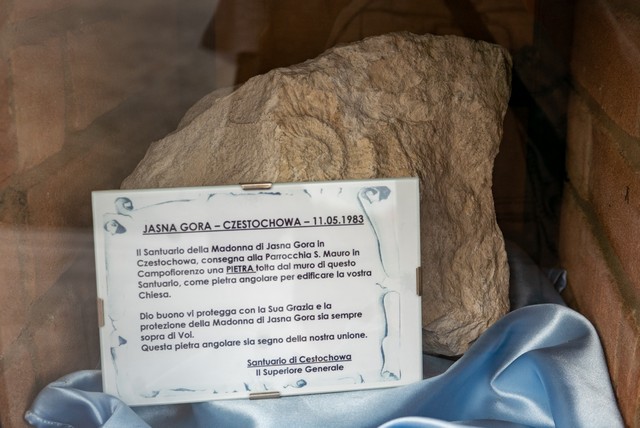 JASNA GORA – CZESTOCHOWA – 11.05.1983
Il Santuario della Madonna di Jasna Gora in
Czestochowa, consegna alla Parrocchia S. Mauro in
Campofiorenzo una PIETRA tolta dal muro di questo
Santuario, come pietra angolare per edificare la vostra
Chiesa.
Dio buono vi protegga con la Sua Grazia e la
protezione della Madonna di Jasna Gora sia sempre
sopra di Voi.
Questa pietra angolare sia segno della nostra unione.
Santuario di Cestochowa
Il Superiore Generale